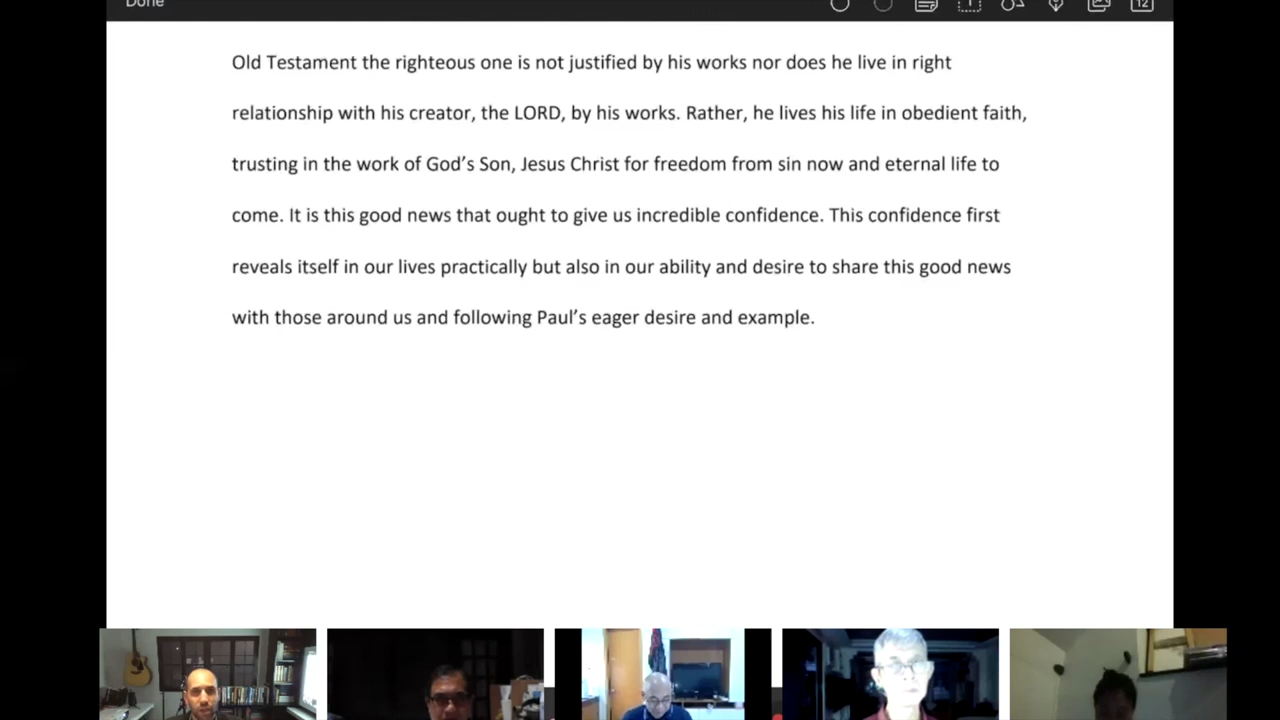 Done
12
Old Testament the righteous one is not justified by his works nor does he live in right
relationship with his creator, the LORD, by his works. Rather, he lives his life in obedient faith,
trusting in the work of God’s Son, Jesus Christ for freedom from sin now and eternal life to
come. It is this good news that ought to give us incredible confidence. This confidence first
reveals itself in our lives practically but also in our ability and desire to share this good news
with those around us and following Paul’s eager desire and example.